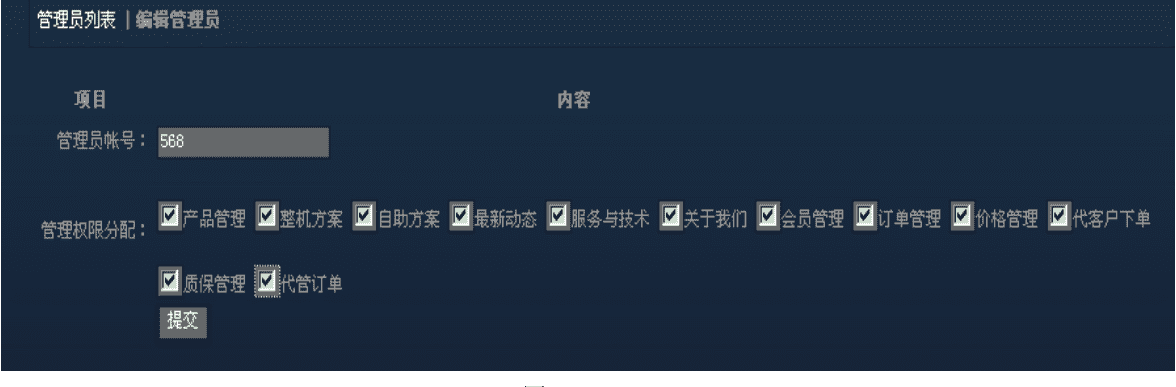 管理员列表 | 编辑管理员
项目 内容
管理员帐号： 568
管理权限分配： 产品管理 整机方案 自助方案 最新动态 服务与技术 关于我们 会员管理 订单管理 价格管理 代客户下单
质保管理 代管订单
提交